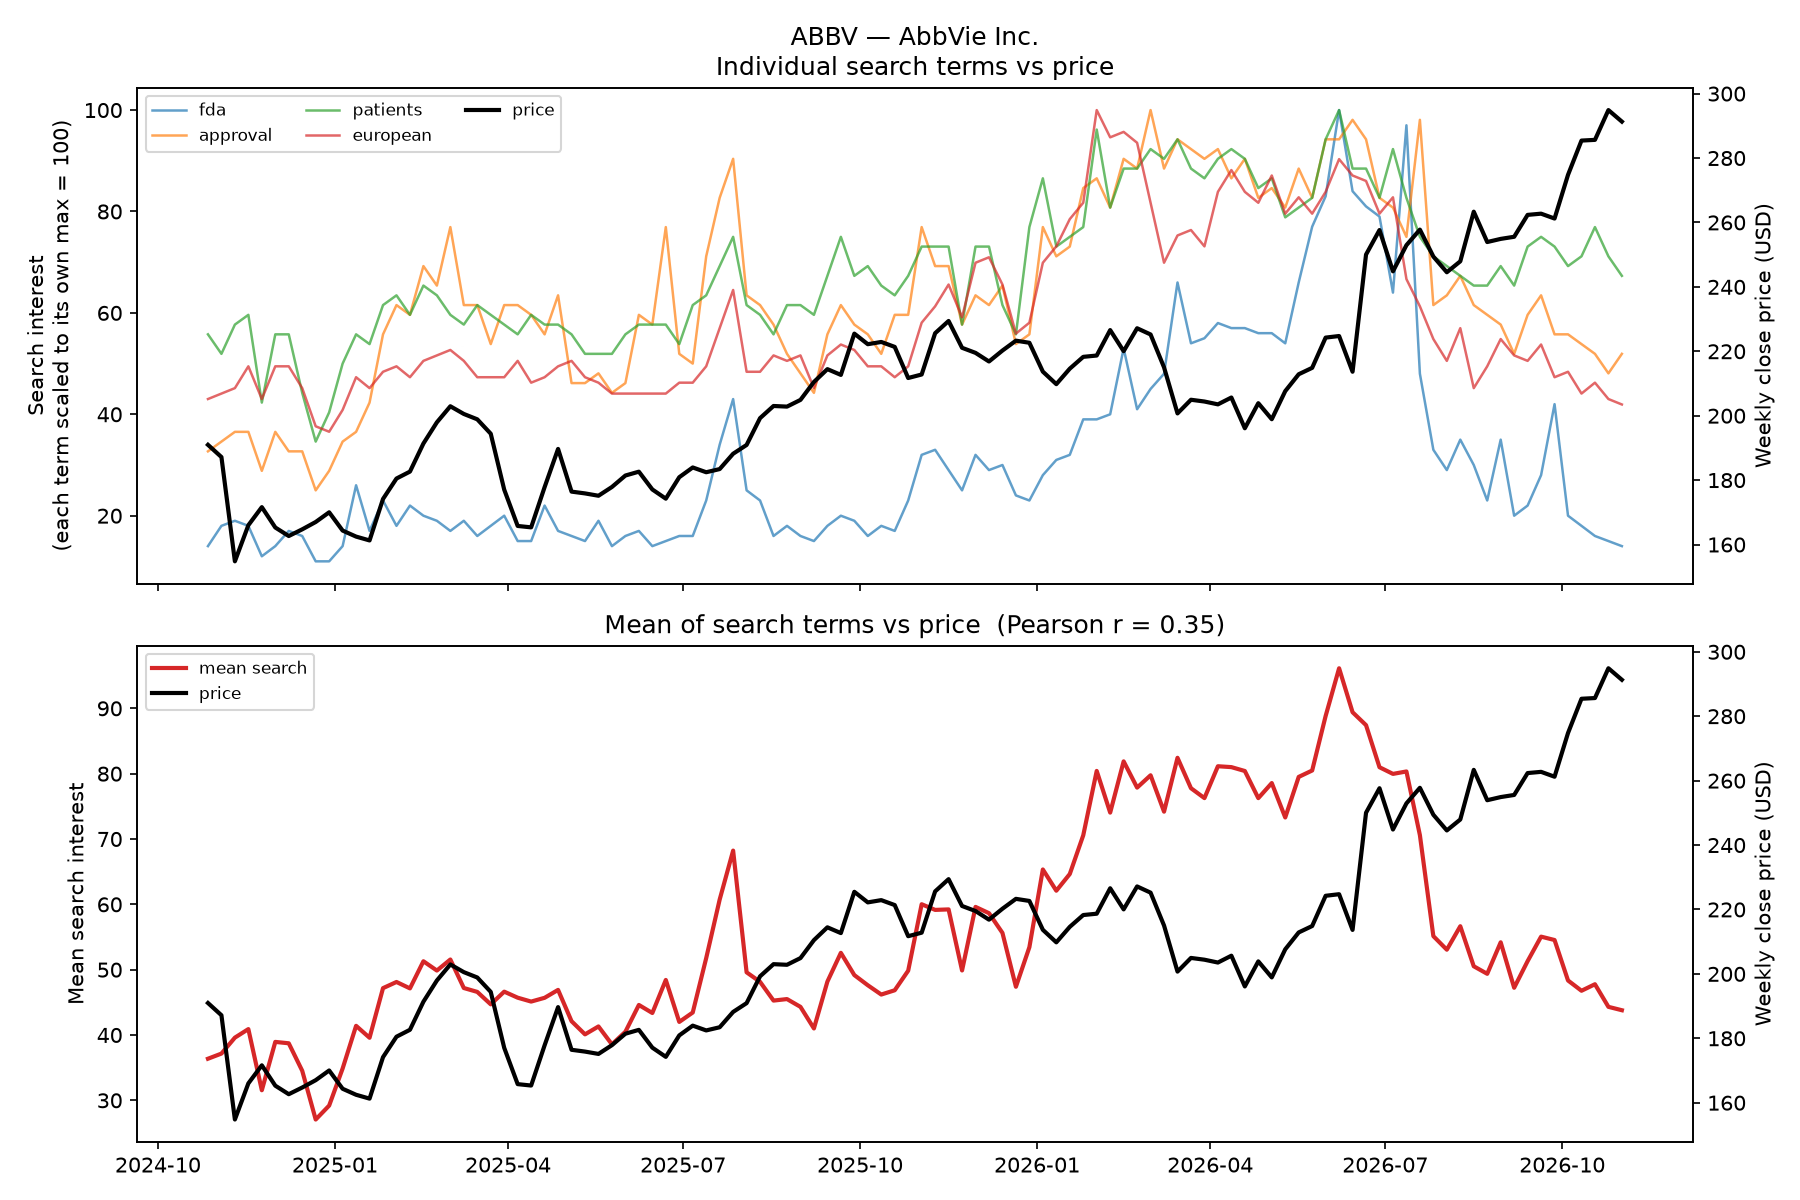 ABBV — AbbVie Inc.
Individual search terms vs price
fda
approval
patients
european
price
Search interest
(each term scaled to its own max = 100)
100
80
60
40
20
300
280
260
240
220
200
180
160
Weekly close price (USD)
Mean of search terms vs price (Pearson r = 0.35)
mean search
price
Mean search interest
90
80
70
60
50
40
30
300
280
260
240
220
200
180
160
Weekly close price (USD)
2024-10
2025-01
2025-04
2025-07
2025-10
2026-01
2026-04
2026-07
2026-10